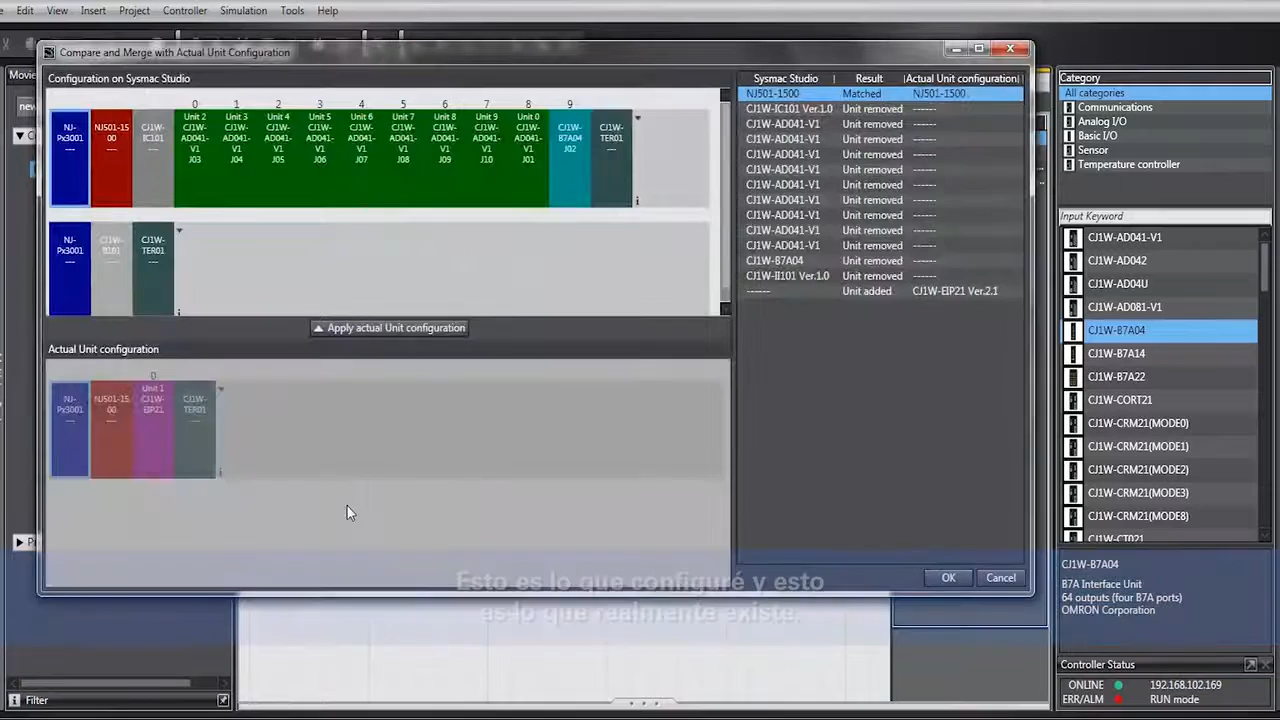 Edit View Insert Project Controller Simulation Tools Help
Compare and Merge with Actual Unit Configuration
Configuration on Sysmac Studio
0 1 2 3 4 5 6 7 8 9
NJ-Px3001 ---
NJ501-1500 ---
CJ1W-IC101 ---
Unit 2 CJ1W-AD041-V1 J03
Unit 3 CJ1W-AD041-V1 J04
Unit 4 CJ1W-AD041-V1 J05
Unit 5 CJ1W-AD041-V1 J06
Unit 6 CJ1W-AD041-V1 J07
Unit 7 CJ1W-AD041-V1 J08
Unit 8 CJ1W-AD041-V1 J09
Unit 9 CJ1W-AD041-V1 J10
Unit 0 CJ1W-AD041-V1 J01
CJ1W-B7A04 J02
CJ1W-TER01 ---
NJ-Px3001 ---
CJ1W-II101 ---
CJ1W-TER01 ---
Apply actual Unit configuration
Actual Unit configuration
0
NJ-Px3001 ---
NJ501-1500 ---
Unit 1 CJ1W-EIP21
CJ1W-TER01 ---
Sysmac Studio Result Actual Unit configuration
NJ501-1500 Matched NJ501-1500
CJ1W-IC101 Ver.1.0 Unit removed ------
CJ1W-AD041-V1 Unit removed ------
CJ1W-AD041-V1 Unit removed ------
CJ1W-AD041-V1 Unit removed ------
CJ1W-AD041-V1 Unit removed ------
CJ1W-AD041-V1 Unit removed ------
CJ1W-AD041-V1 Unit removed ------
CJ1W-AD041-V1 Unit removed ------
CJ1W-AD041-V1 Unit removed ------
CJ1W-AD041-V1 Unit removed ------
CJ1W-B7A04 Unit removed ------
CJ1W-II101 Ver.1.0 Unit removed ------
------ Unit added CJ1W-EIP21 Ver.2.1
OK Cancel
Esto es lo que configuré y esto
es lo que realmente existe.
Category
All categories
Communications
Analog I/O
Basic I/O
Sensor
Temperature controller
Input Keyword
CJ1W-AD041-V1
CJ1W-AD042
CJ1W-AD04U
CJ1W-AD081-V1
CJ1W-B7A04
CJ1W-B7A14
CJ1W-B7A22
CJ1W-CORT21
CJ1W-CRM21(MODE0)
CJ1W-CRM21(MODE1)
CJ1W-CRM21(MODE2)
CJ1W-CRM21(MODE3)
CJ1W-CRM21(MODE8)
CJ1W-CT021
CJ1W-B7A04
B7A Interface Unit
64 outputs (four B7A ports)
OMRON Corporation
Controller Status
ONLINE 192.168.102.169
ERR/ALM RUN mode
Filter